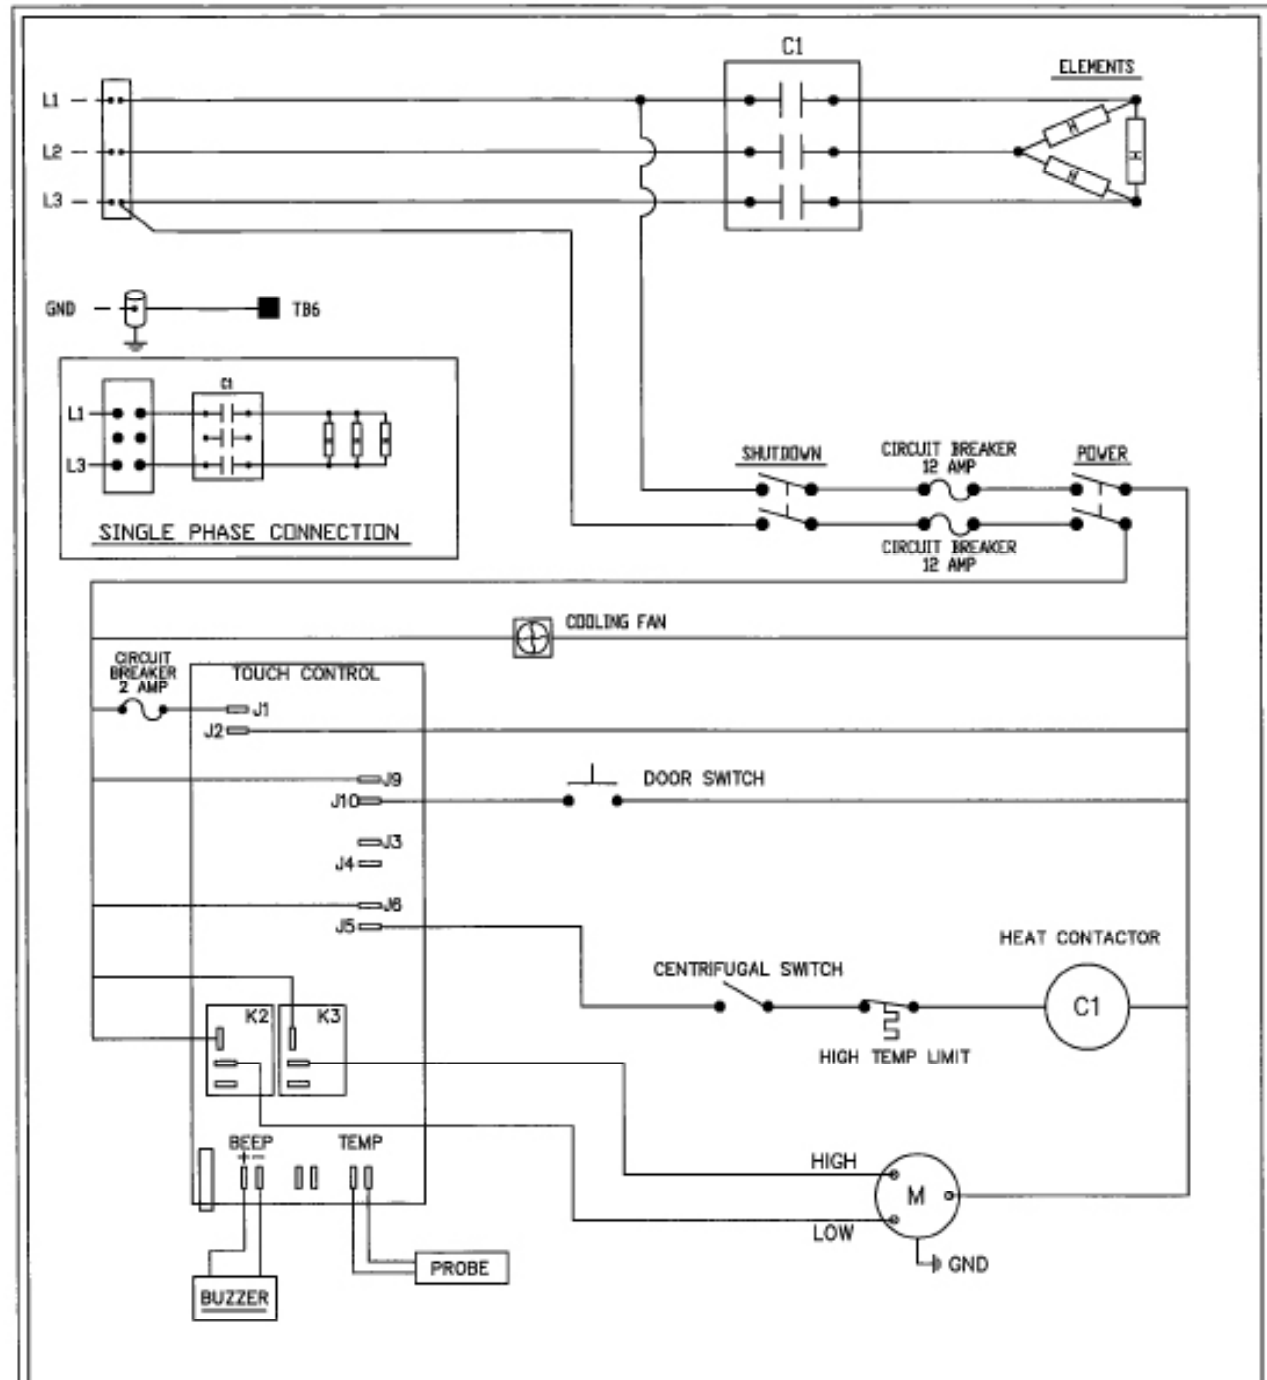 C1
ELEMENTS
L1
L2
L3
H
H
H
GND
TB6
C1
L1
L3
SINGLE PHASE CONNECTION
SHUTDOWN
CIRCUIT BREAKER
12 AMP
POWER
CIRCUIT BREAKER
12 AMP
COOLING FAN
CIRCUIT
BREAKER
2 AMP
TOUCH CONTROL
J1
J2
J9
DOOR SWITCH
J10
J3
J4
J6
J5
HEAT CONTACTOR
CENTRIFUGAL SWITCH
C1
K2
K3
HIGH TEMP LIMIT
BEEP
+ -
TEMP
HIGH
M
LOW
GND
PROBE
BUZZER